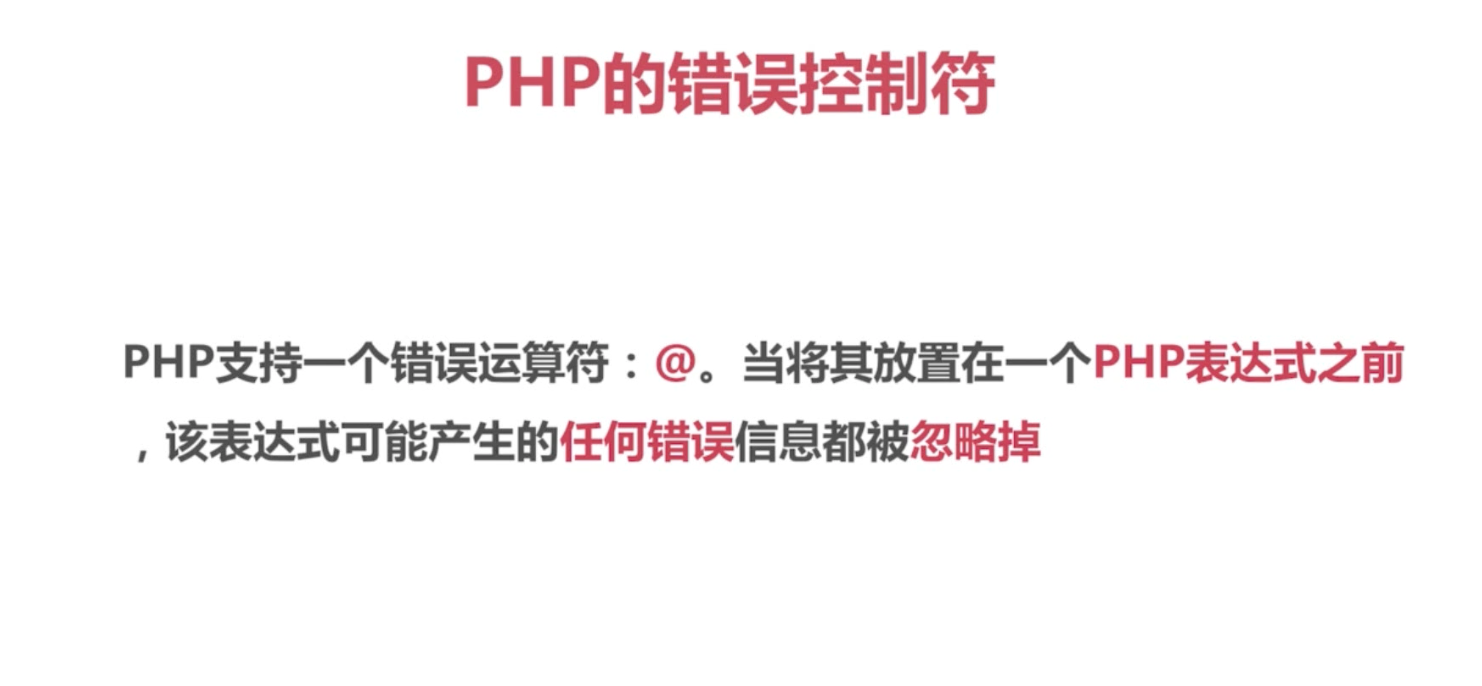 PHP的错误控制符
PHP支持一个错误运算符：@。当将其放置在一个PHP表达式之前
，该表达式可能产生的任何错误信息都被忽略掉